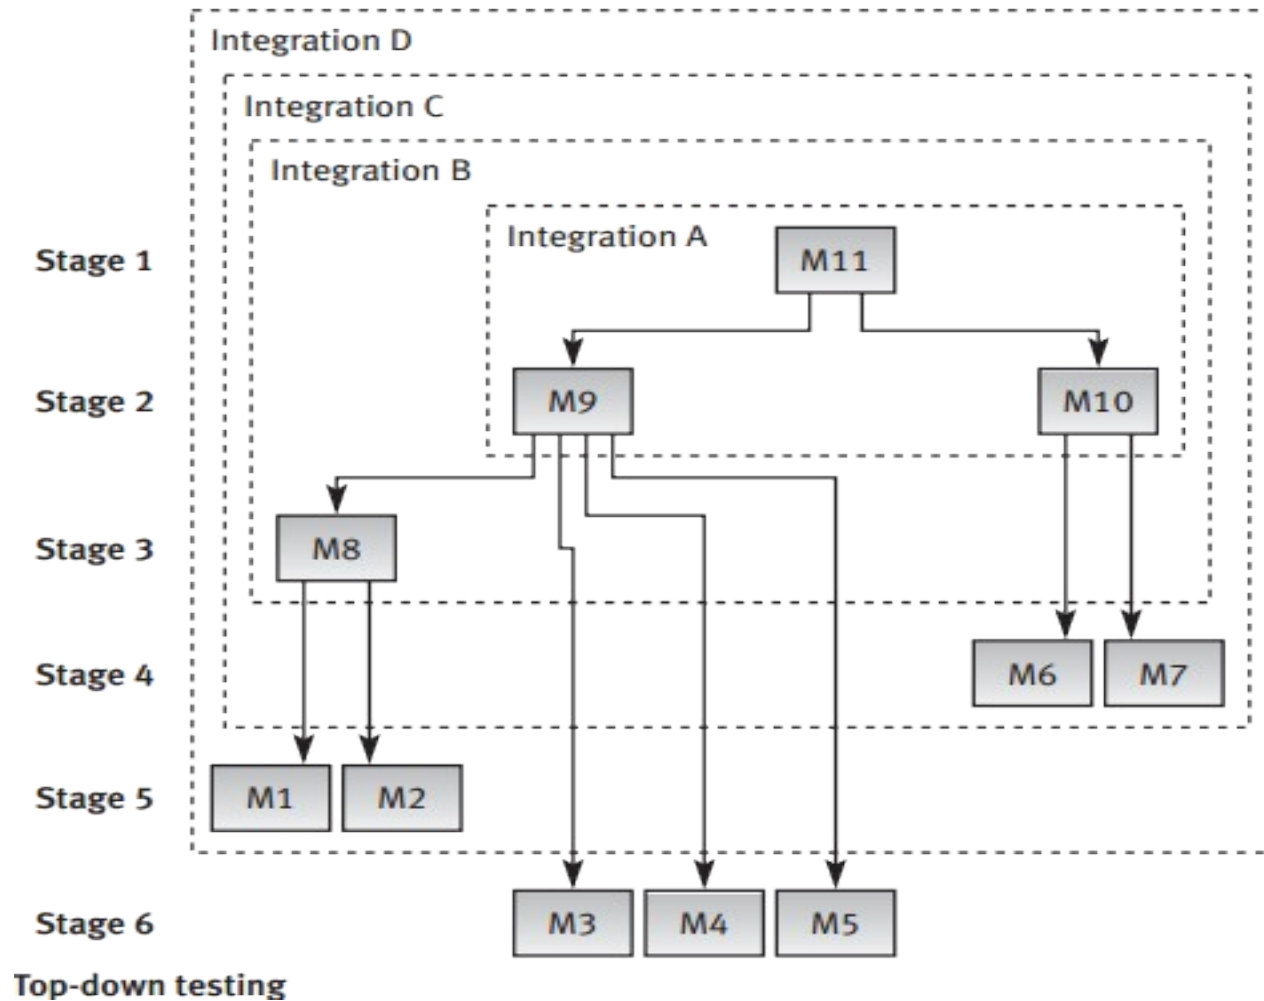 Integration D
Integration C
Integration B
Integration A
Stage 1
M11
Stage 2
M9
M10
Stage 3
M8
Stage 4
M6
M7
Stage 5
M1
M2
Stage 6
M3
M4
M5
Top-down testing